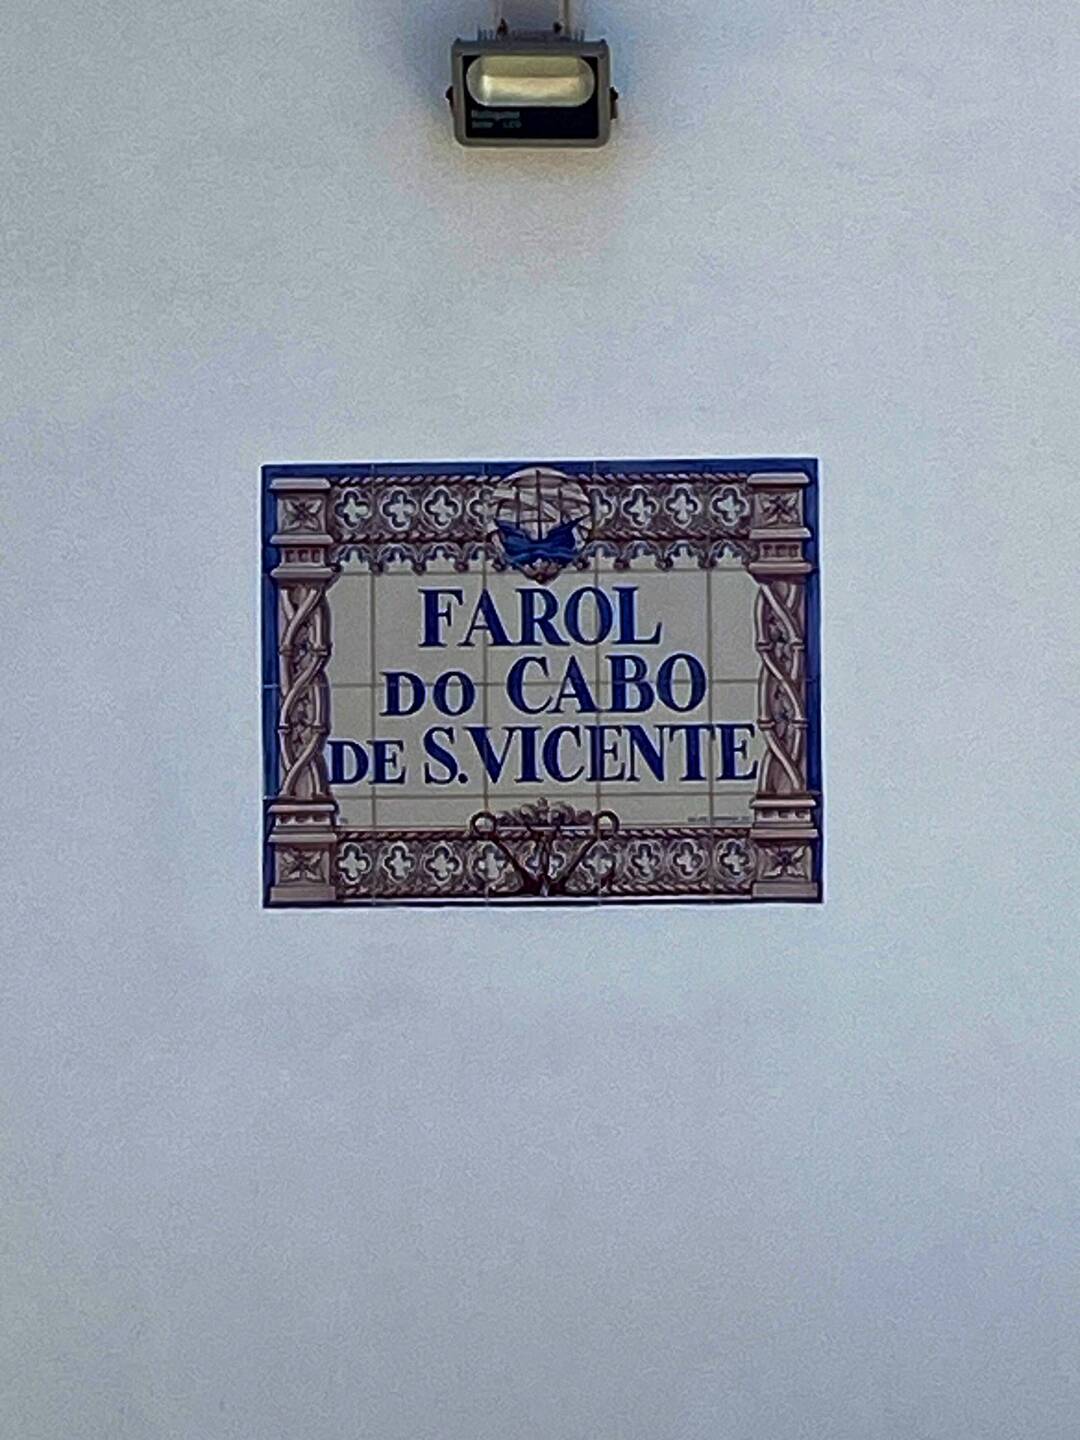 FAROL
DO CABO
DE S.VICENTE